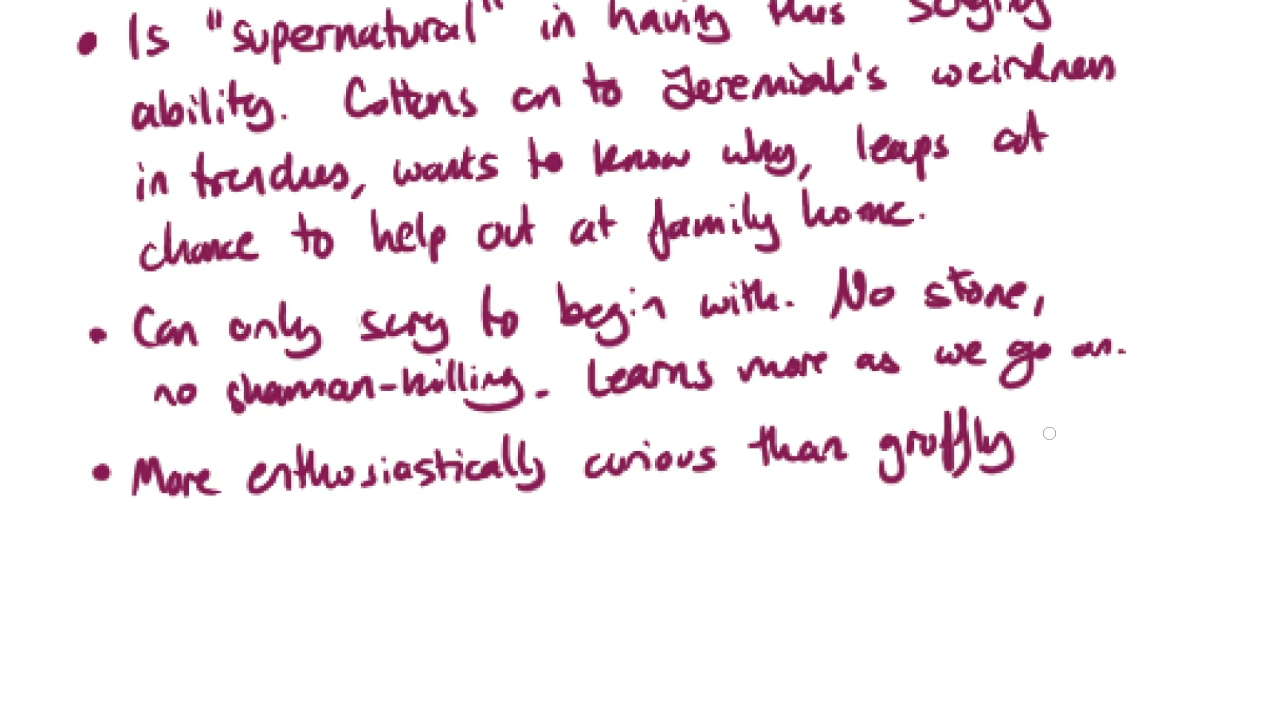 • Is "supernatural" in having this scrying
ability. Cottons on to Jeremiah's weirdness
in trenches, wants to know why, leaps at
chance to help out at family home.
• Can only scry to begin with. No stone,
no shaman-killing. Learns more as we go on.
• More enthusiastically curious than gruffly